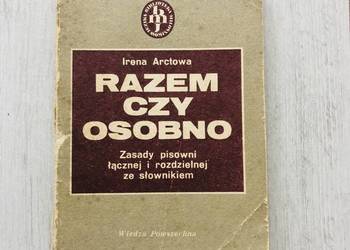 Irena Arctowa
RAZEM
CZY
OSOBNO
Zasady pisowni
łącznej i rozdzielnej
ze słownikiem
Wiedza Powszechna